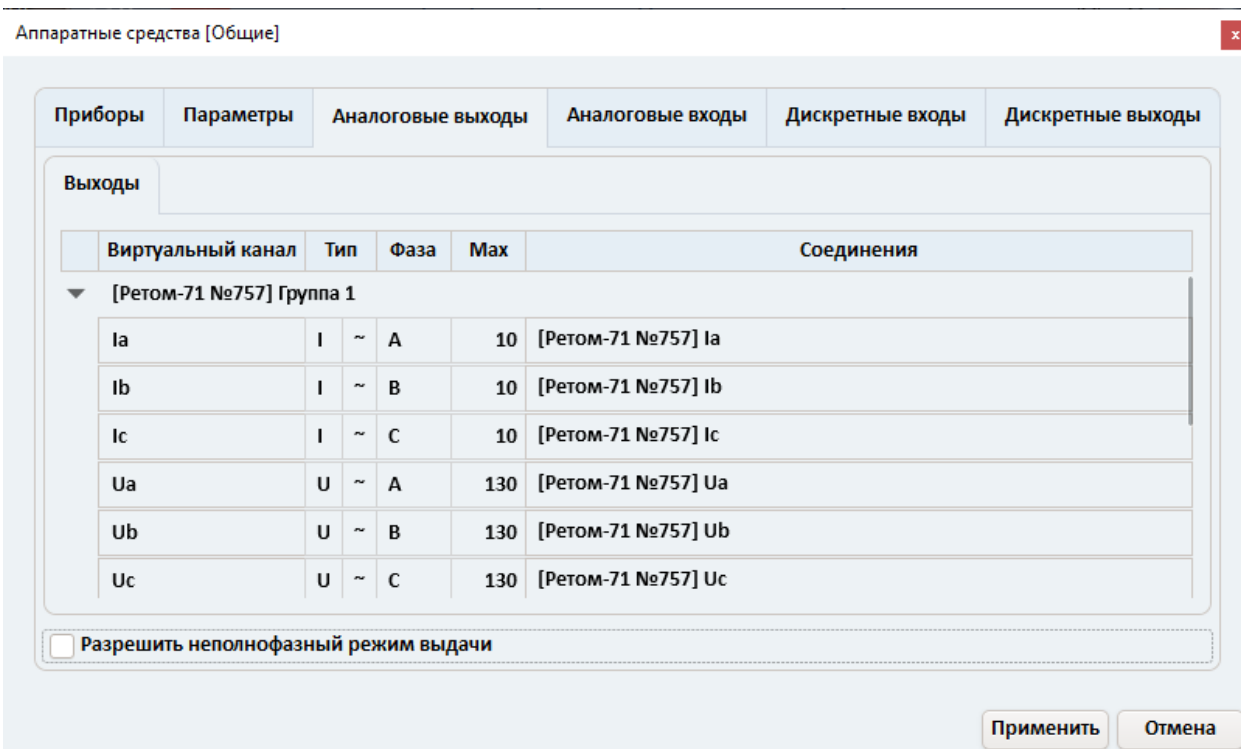 Аппаратные средства [Общие]
x
Приборы Параметры Аналоговые выходы Аналоговые входы Дискретные входы Дискретные выходы
Выходы
Виртуальный канал Тип Фаза Max Соединения
[Ретом-71 №757] Группа 1
Ia I ~ A 10 [Ретом-71 №757] Ia
Ib I ~ B 10 [Ретом-71 №757] Ib
Ic I ~ C 10 [Ретом-71 №757] Ic
Ua U ~ A 130 [Ретом-71 №757] Ua
Ub U ~ B 130 [Ретом-71 №757] Ub
Uc U ~ C 130 [Ретом-71 №757] Uc
Разрешить неполнофазный режим выдачи
Применить Отмена